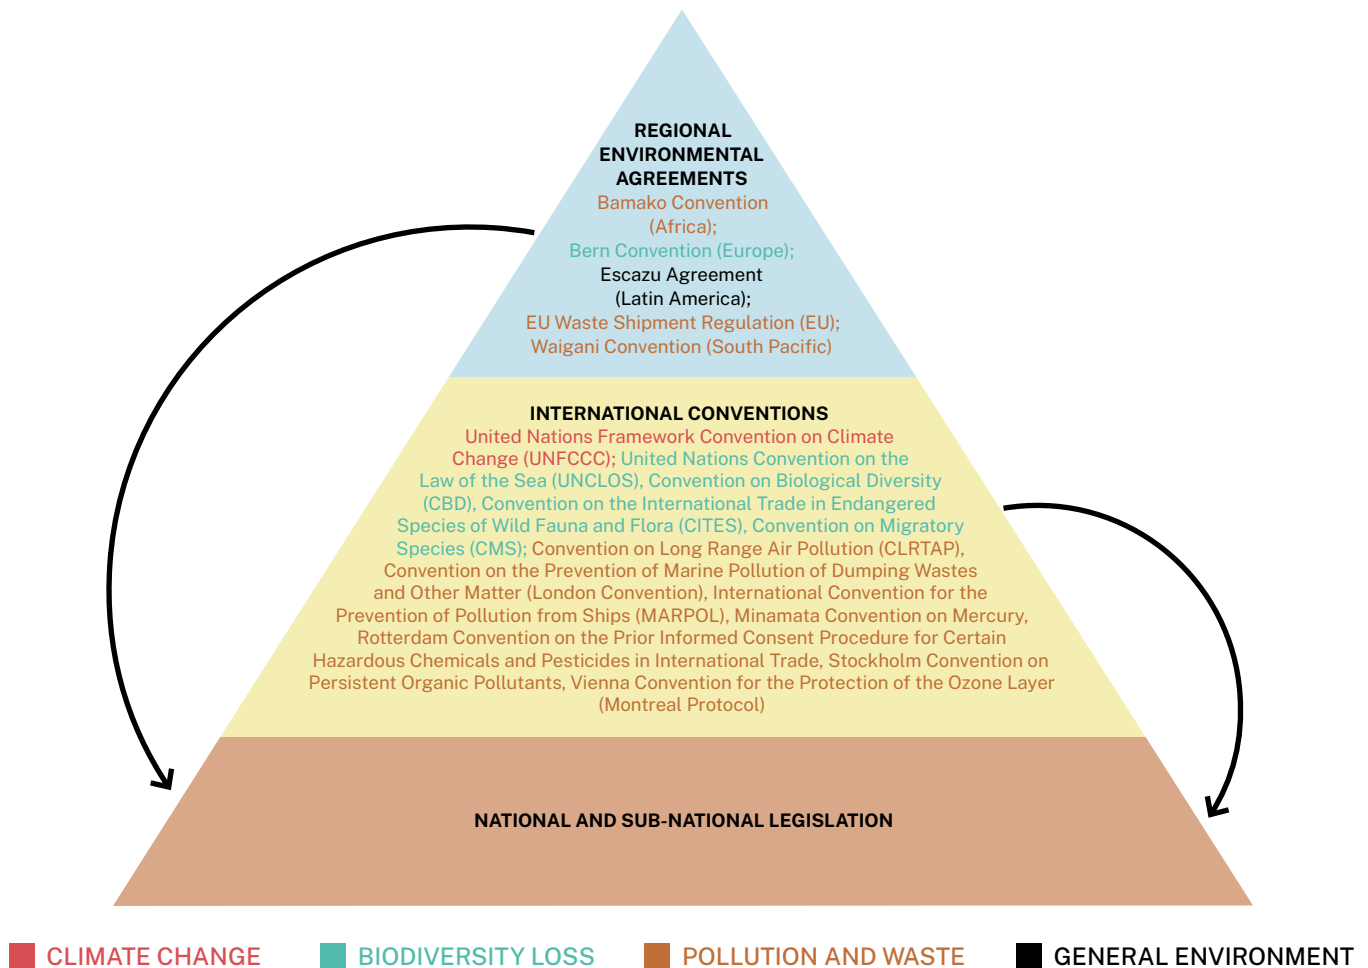 REGIONAL
ENVIRONMENTAL
AGREEMENTS
Bamako Convention
(Africa);
Bern Convention (Europe);
Escazu Agreement
(Latin America);
EU Waste Shipment Regulation (EU);
Waigani Convention (South Pacific)
INTERNATIONAL CONVENTIONS
United Nations Framework Convention on Climate
Change (UNFCCC); United Nations Convention on the
Law of the Sea (UNCLOS), Convention on Biological Diversity
(CBD), Convention on the International Trade in Endangered
Species of Wild Fauna and Flora (CITES), Convention on Migratory
Species (CMS); Convention on Long Range Air Pollution (CLRTAP),
Convention on the Prevention of Marine Pollution of Dumping Wastes
and Other Matter (London Convention), International Convention for the
Prevention of Pollution from Ships (MARPOL), Minamata Convention on Mercury,
Rotterdam Convention on the Prior Informed Consent Procedure for Certain
Hazardous Chemicals and Pesticides in International Trade, Stockholm Convention on
Persistent Organic Pollutants, Vienna Convention for the Protection of the Ozone Layer
(Montreal Protocol)
NATIONAL AND SUB-NATIONAL LEGISLATION
CLIMATE CHANGE
BIODIVERSITY LOSS
POLLUTION AND WASTE
GENERAL ENVIRONMENT